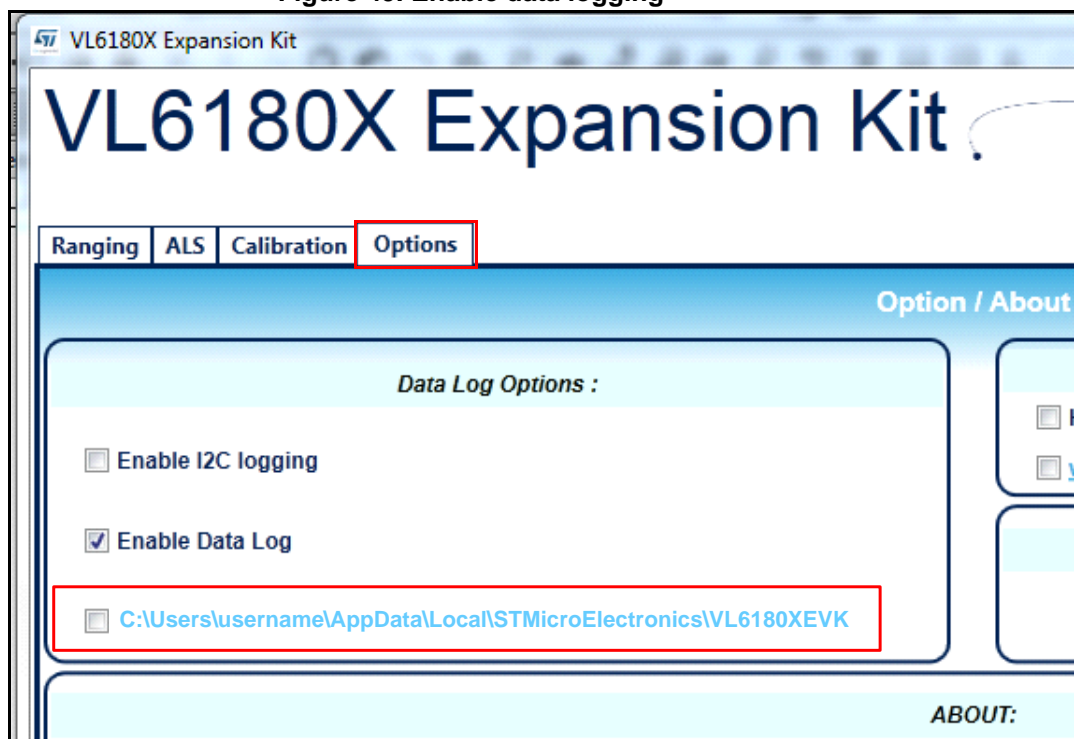 VL6180X Expansion Kit
VL6180X Expansion Kit
Ranging ALS Calibration Options
Option / About
Data Log Options :
Enable I2C logging
Enable Data Log
C:\Users\username\AppData\Local\STMicroElectronics\VL6180XEVK
ABOUT: